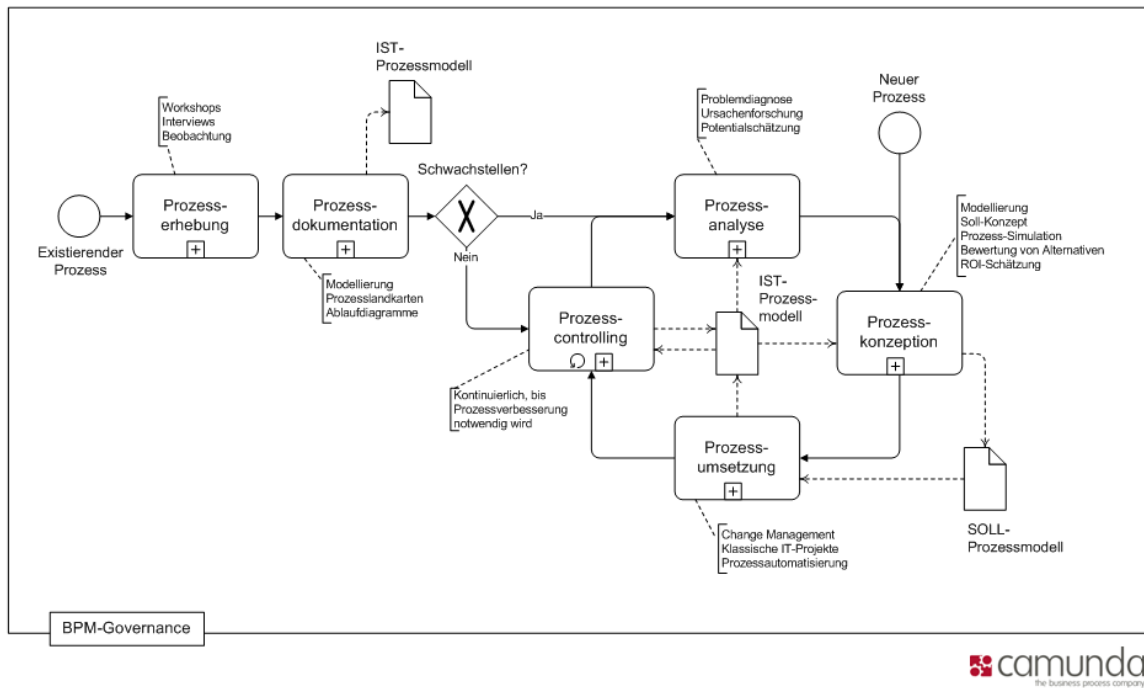 IST-
Prozessmodell
Neuer
Prozess
Workshops
Interviews
Beobachtung
Problemdiagnose
Ursachenforschung
Potentialschätzung
Schwachstellen?
Prozess-
erhebung
Prozess-
dokumentation
Ja
Prozess-
analyse
Modellierung
Soll-Konzept
Prozess-Simulation
Bewertung von Alternativen
ROI-Schätzung
Existierender
Prozess
Nein
Modellierung
Prozesslandkarten
Ablaufdiagramme
IST-
Prozess-
modell
Prozess-
controlling
Prozess-
konzeption
Kontinuierlich, bis
Prozessverbesserung
notwendig wird
Prozess-
umsetzung
SOLL-
Prozessmodell
Change Management
Klassische IT-Projekte
Prozessautomatisierung
BPM-Governance
camunda
the business process company